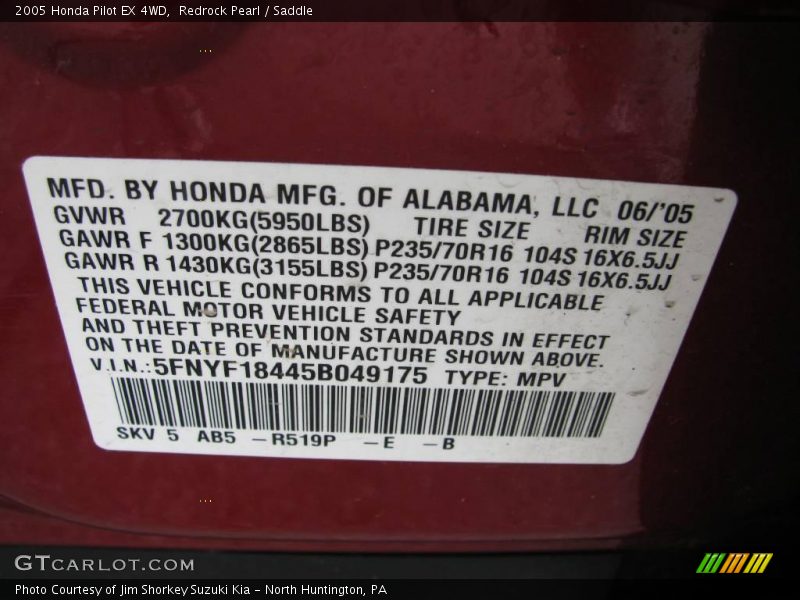 2005 Honda Pilot EX 4WD, Redrock Pearl / Saddle
MFD. BY HONDA MFG. OF ALABAMA, LLC 06/'05
GVWR 2700KG(5950LBS) TIRE SIZE RIM SIZE
GAWR F 1300KG(2865LBS) P235/70R16 104S 16X6.5JJ
GAWR R 1430KG(3155LBS) P235/70R16 104S 16X6.5JJ
THIS VEHICLE CONFORMS TO ALL APPLICABLE
FEDERAL MOTOR VEHICLE SAFETY
AND THEFT PREVENTION STANDARDS IN EFFECT
ON THE DATE OF MANUFACTURE SHOWN ABOVE.
V.I.N.:5FNYF18445B049175 TYPE: MPV
SKV 5 AB5 – R519P – E – B
GTCARLOT.COM
Photo Courtesy of Jim Shorkey Suzuki Kia – North Huntington, PA